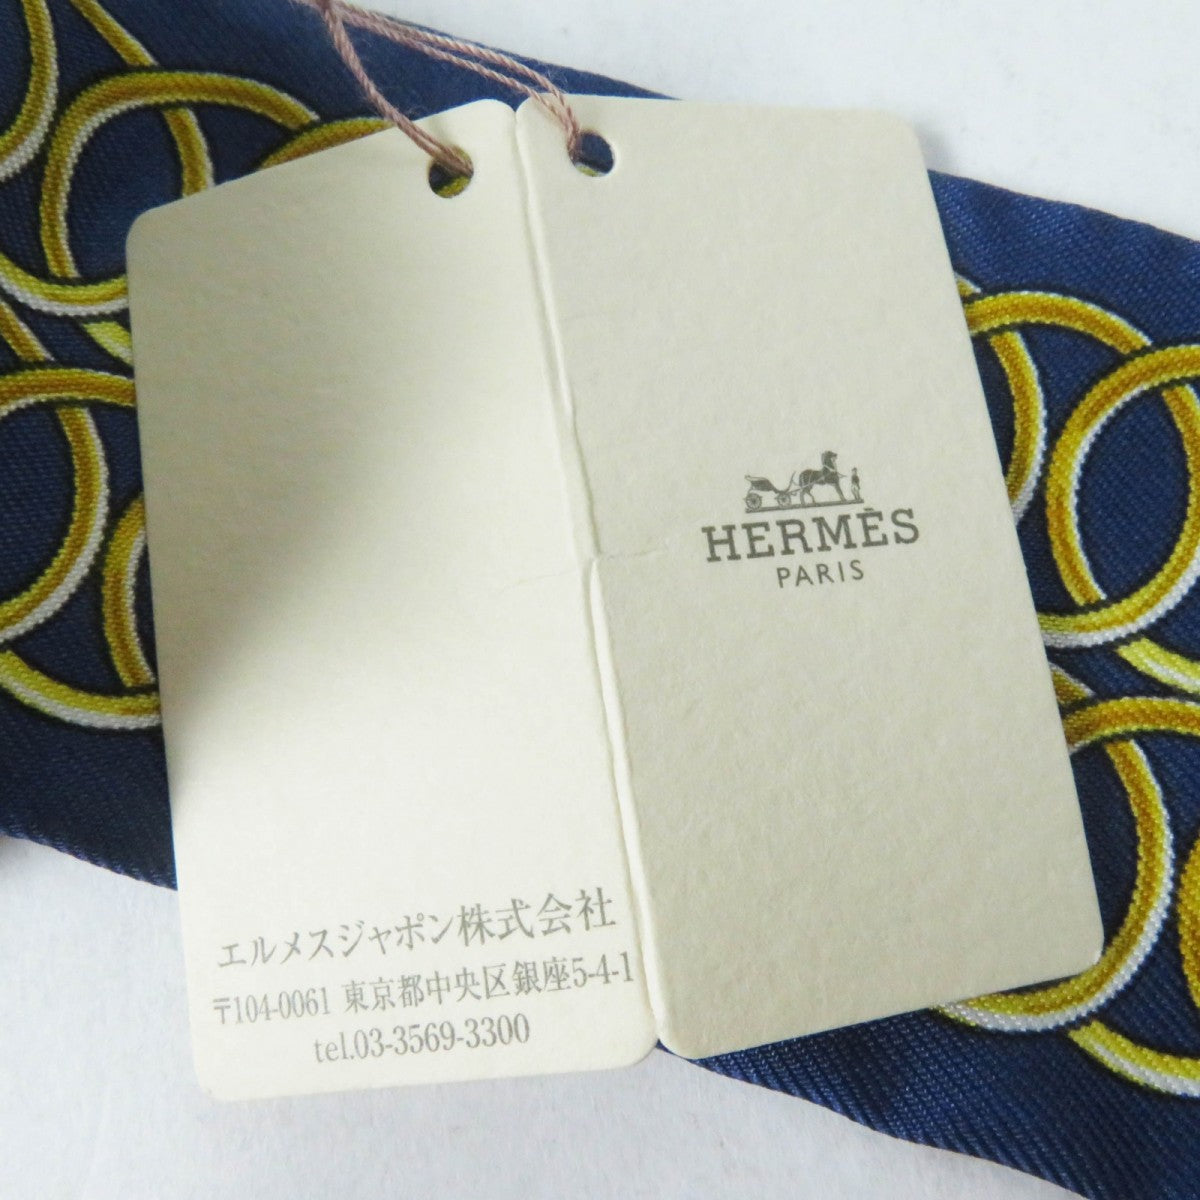 HERMÈS
PARIS
エルメスジャポン株式会社
〒104-0061 東京都中央区銀座5-4-1
tel.03-3569-3300